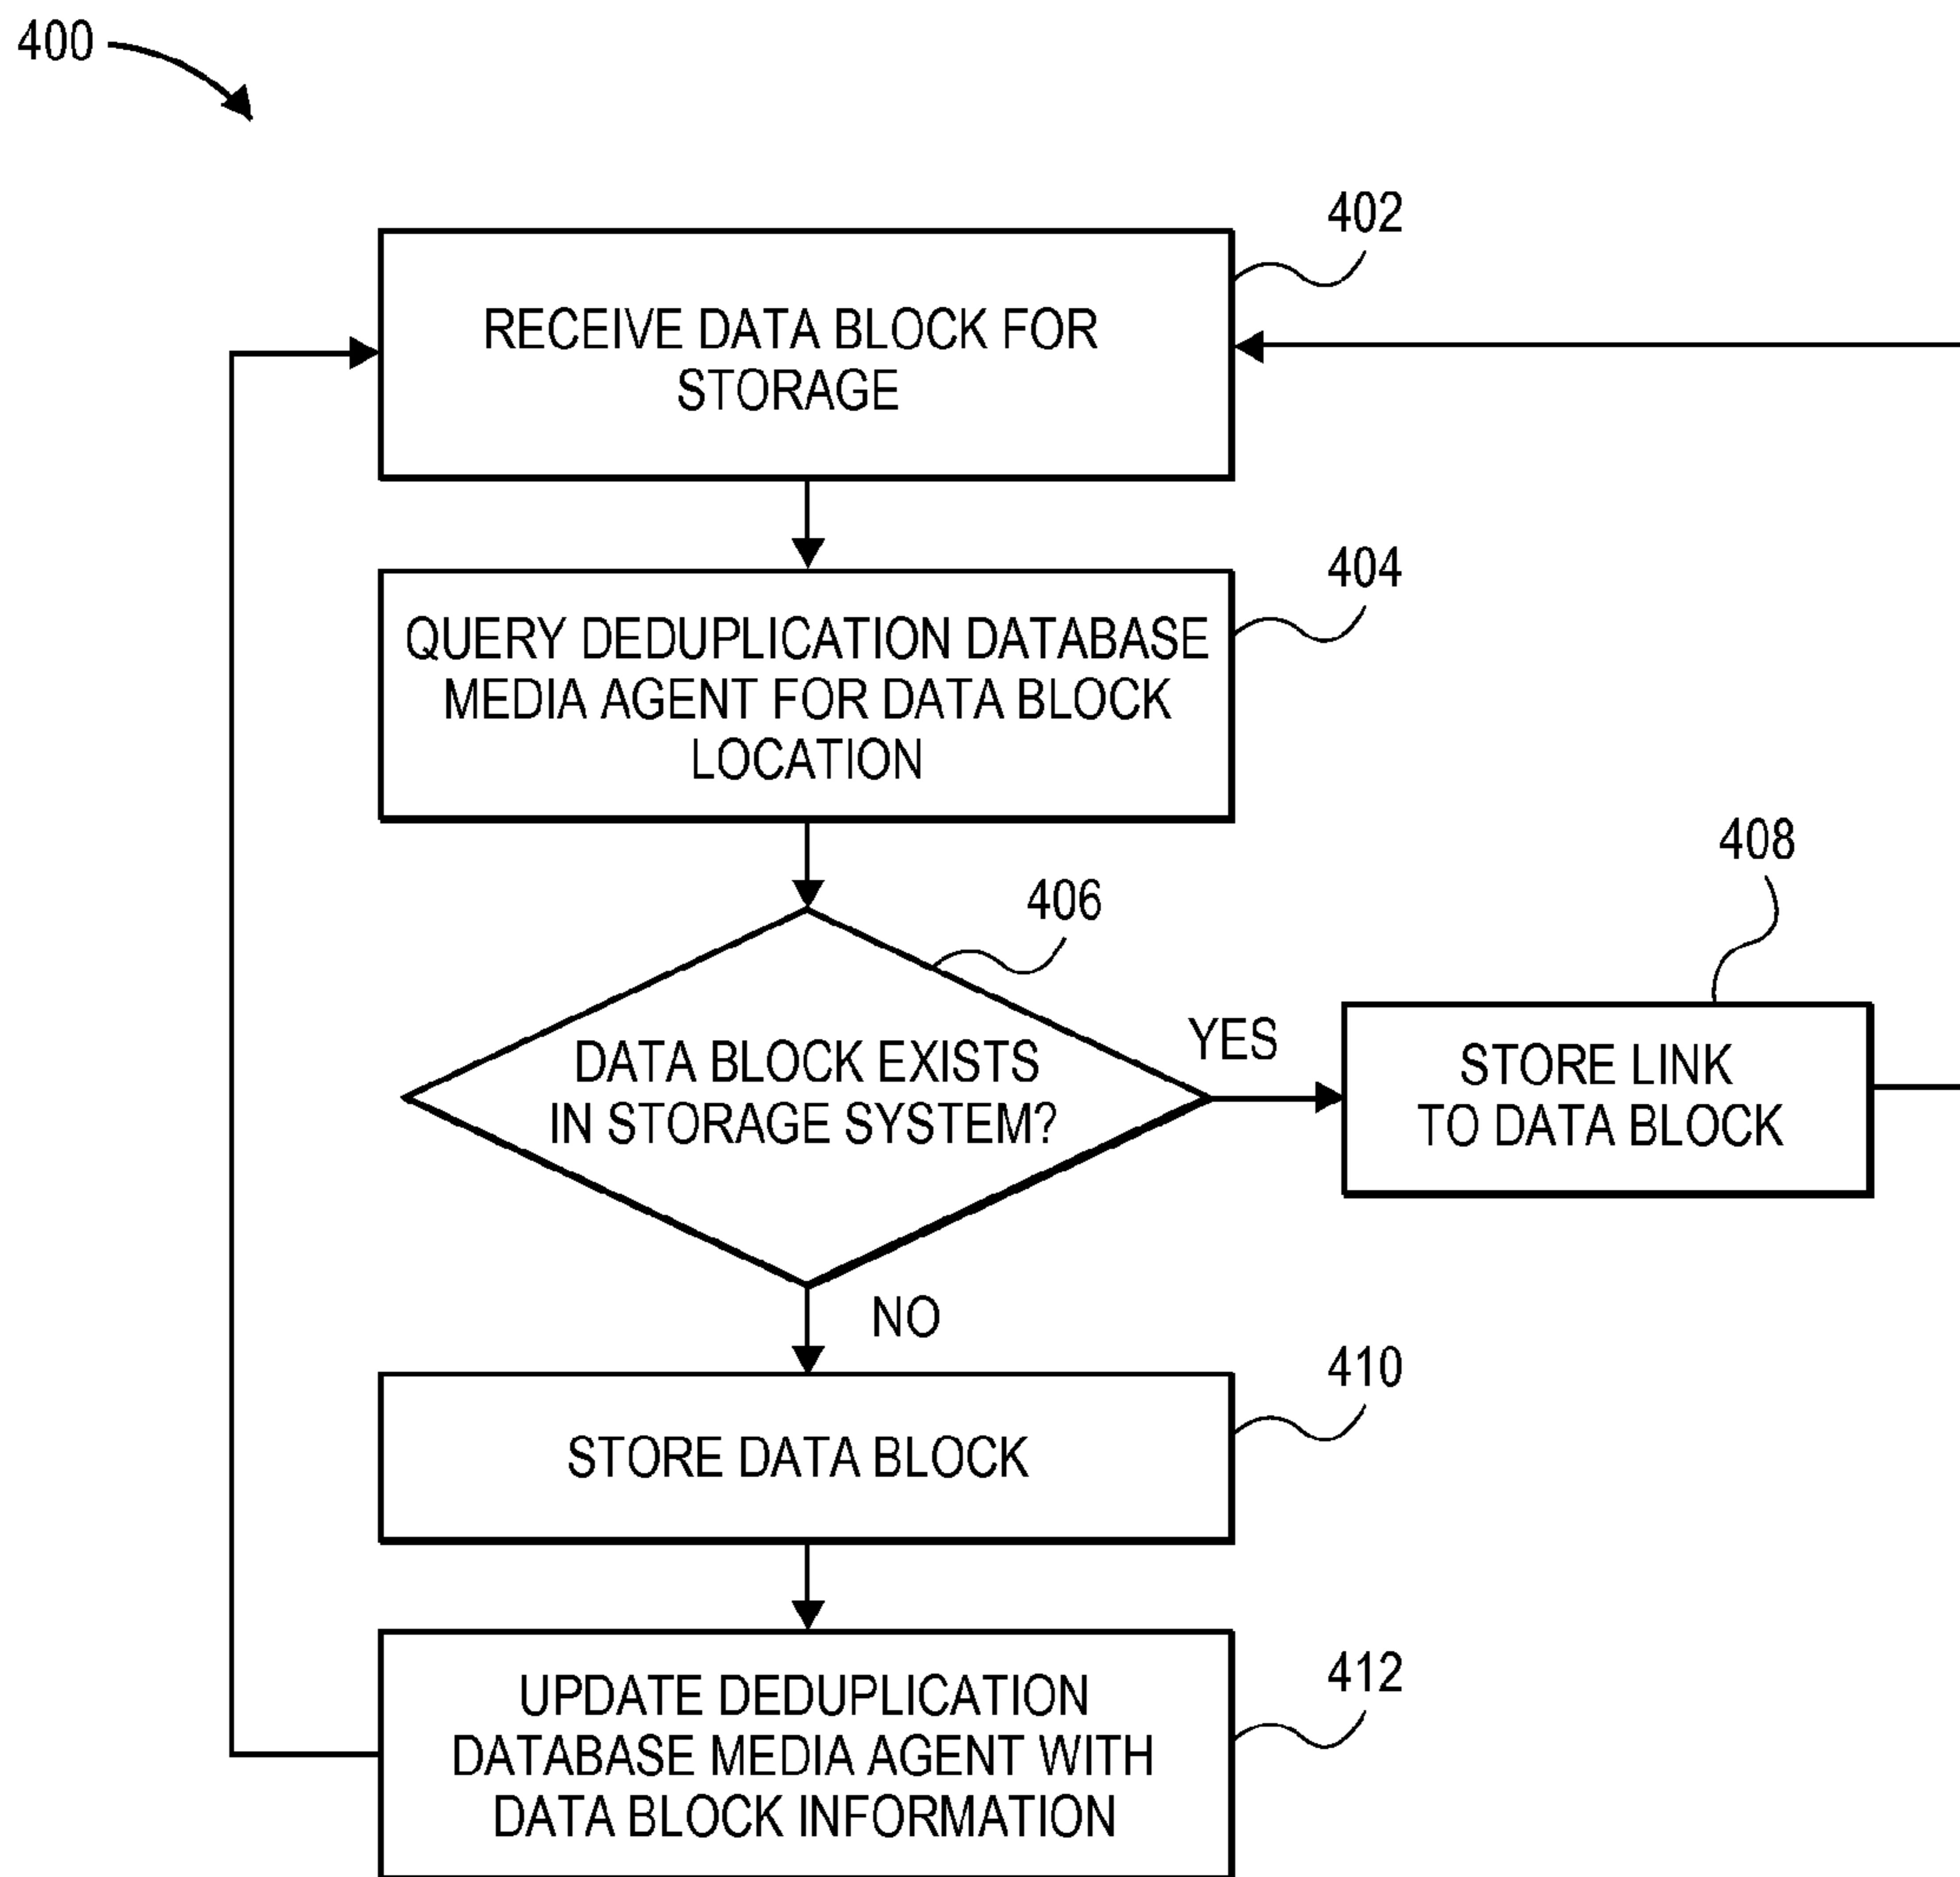 400
402
RECEIVE DATA BLOCK FOR
STORAGE
404
QUERY DEDUPLICATION DATABASE
MEDIA AGENT FOR DATA BLOCK
LOCATION
406
DATA BLOCK EXISTS
IN STORAGE SYSTEM?
YES
408
STORE LINK
TO DATA BLOCK
NO
410
STORE DATA BLOCK
412
UPDATE DEDUPLICATION
DATABASE MEDIA AGENT WITH
DATA BLOCK INFORMATION